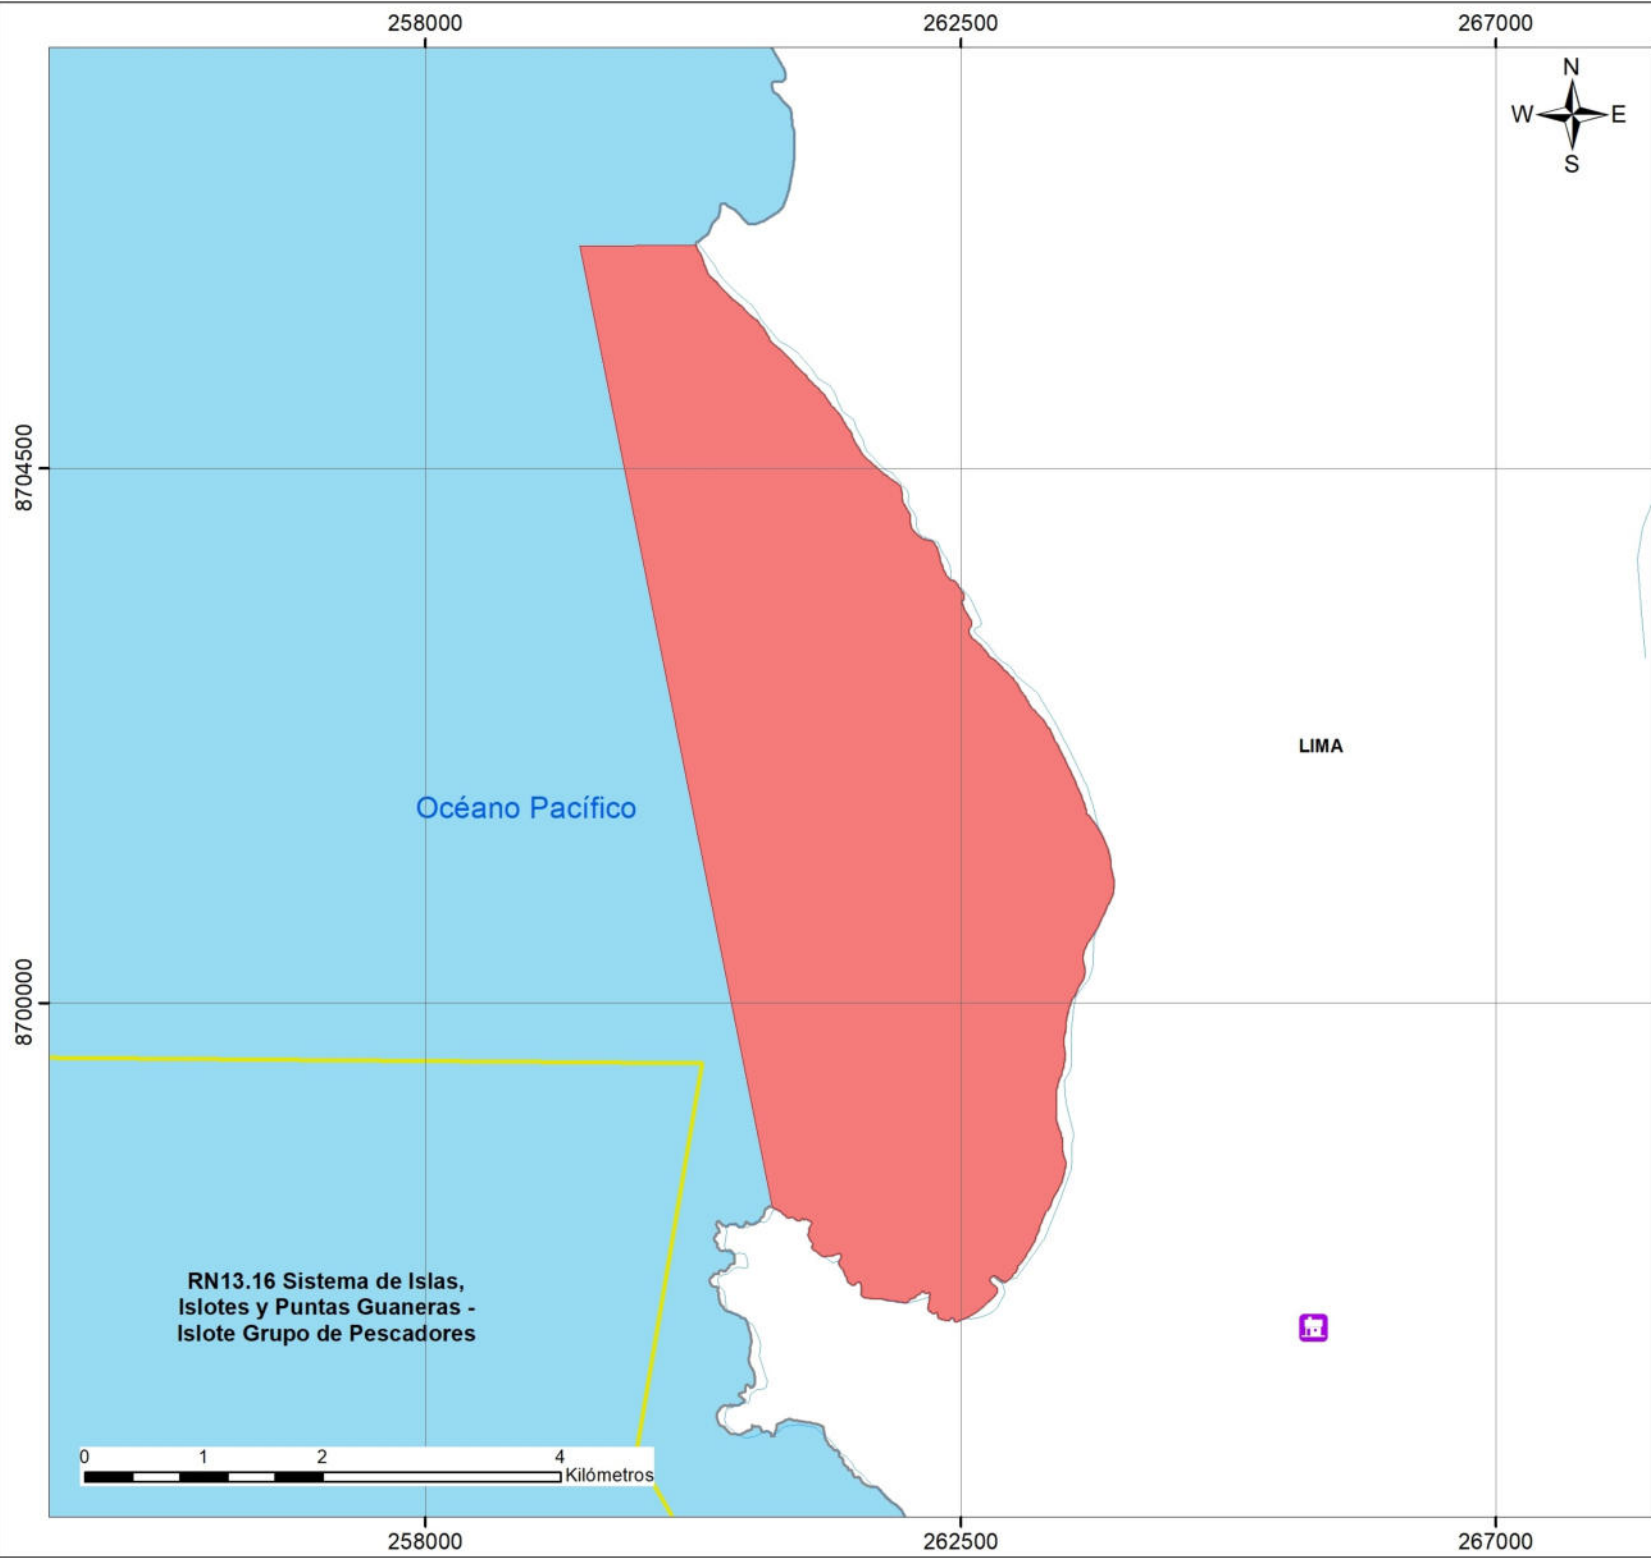 258000
262500
267000
N
W
E
S
8704500
LIMA
Océano Pacífico
8700000
RN13.16 Sistema de Islas,
Islotes y Puntas Guaneras -
Islote Grupo de Pescadores
0 1 2 4
Kilómetros
258000
262500
267000